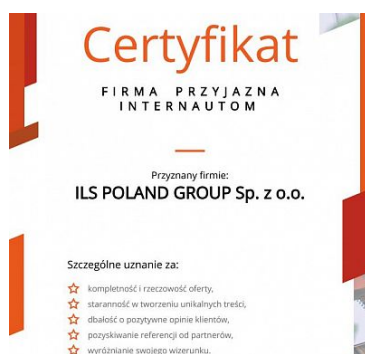 Certyfikat
FIRMA PRZYJAZNA
INTERNAUTOM
Przyznany firmie:
ILS POLAND GROUP Sp. z o.o.
Szczególne uznanie za:
kompletność i rzeczowość oferty,
staranność w tworzeniu unikalnych treści,
dbałość o pozytywne opinie klientów,
pozyskiwanie referencji od partnerów,
wyróżnianie swojego wizerunku.